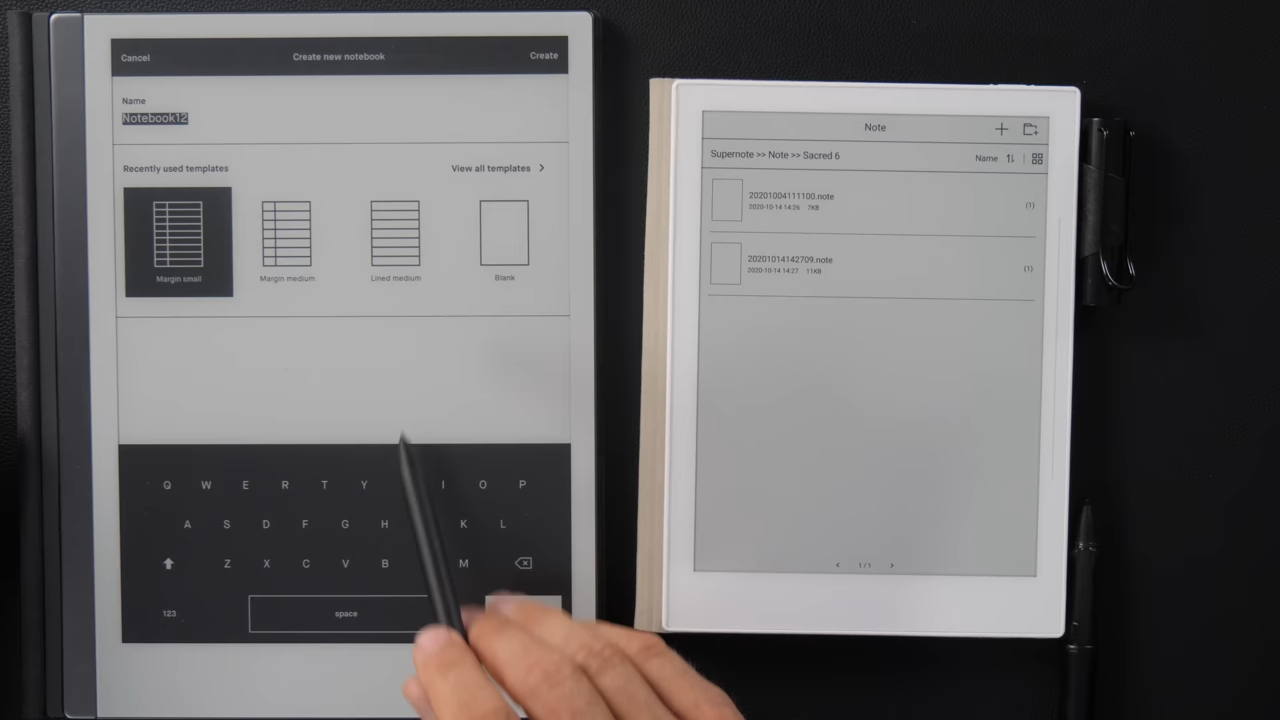 Cancel Create new notebook Create
Name
Notebook12
Recently used templates View all templates
Margin small Margin medium Lined medium Blank
Q W E R T Y I O P
A S D F G H K L
Z X C V B M
123 space
Note
Supernote >> Note >> Sacred 6 Name
20201004111100.note
2020-10-14 14:26 7KB (1)
20201014142709.note
2020-10-14 14:27 11KB (1)
< 1/1 >